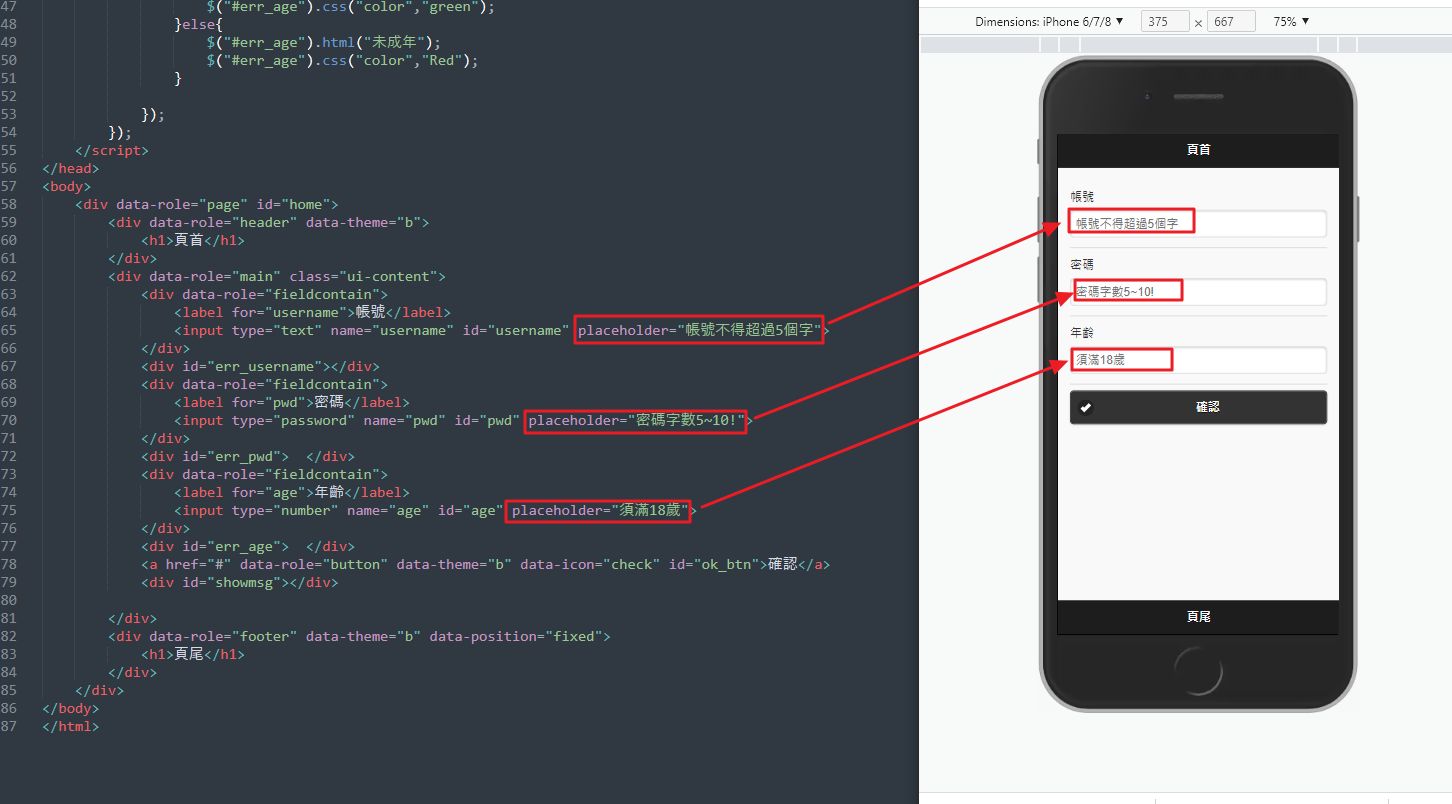 47 $("#err_age").css("color","green");
48 }else{
49 $("#err_age").html("未成年");
50 $("#err_age").css("color","Red");
51 }
52
53 });
54 });
55 </script>
56 </head>
57 <body>
58 <div data-role="page" id="home">
59 <div data-role="header" data-theme="b">
60 <h1>頁首</h1>
61 </div>
62 <div data-role="main" class="ui-content">
63 <div data-role="fieldcontain">
64 <label for="username">帳號</label>
65 <input type="text" name="username" id="username" placeholder="帳號不得超過5個字">
66 </div>
67 <div id="err_username"></div>
68 <div data-role="fieldcontain">
69 <label for="pwd">密碼</label>
70 <input type="password" name="pwd" id="pwd" placeholder="密碼字數5~10!">
71 </div>
72 <div id="err_pwd"> </div>
73 <div data-role="fieldcontain">
74 <label for="age">年齡</label>
75 <input type="number" name="age" id="age" placeholder="須滿18歲">
76 </div>
77 <div id="err_age"> </div>
78 <a href="#" data-role="button" data-theme="b" data-icon="check" id="ok_btn">確認</a>
79 <div id="showmsg"></div>
80
81 </div>
82 <div data-role="footer" data-theme="b" data-position="fixed">
83 <h1>頁尾</h1>
84 </div>
85 </div>
86 </body>
87 </html>
Dimensions: iPhone 6/7/8 ▼ 375 × 667 75% ▼
頁首
帳號
帳號不得超過5個字
密碼
密碼字數5~10!
年齡
須滿18歲
確認
頁尾